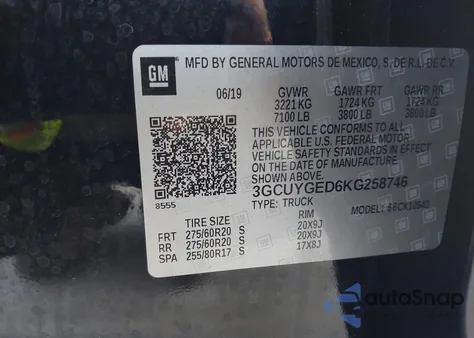 GM
MFD BY GENERAL MOTORS DE MEXICO, S. DE R.L. DE C.V.
06/19 GVWR GAWR FRT GAWR RR
3221 KG 1724 KG 1724 KG
7100 LB 3800 LB 3800 LB
THIS VEHICLE CONFORMS TO ALL
APPLICABLE U.S. FEDERAL MOTOR
VEHICLE SAFETY STANDARDS IN EFFECT
ON THE DATE OF MANUFACTURE
SHOWN ABOVE.
3GCUYGED6KG258746
8555 TYPE: TRUCK MODEL:
TIRE SIZE RIM
FRT 275/60R20 S 20X9J
RR 275/60R20 S 20X9J
SPA 255/80R17 S 17X8J
autoSnap